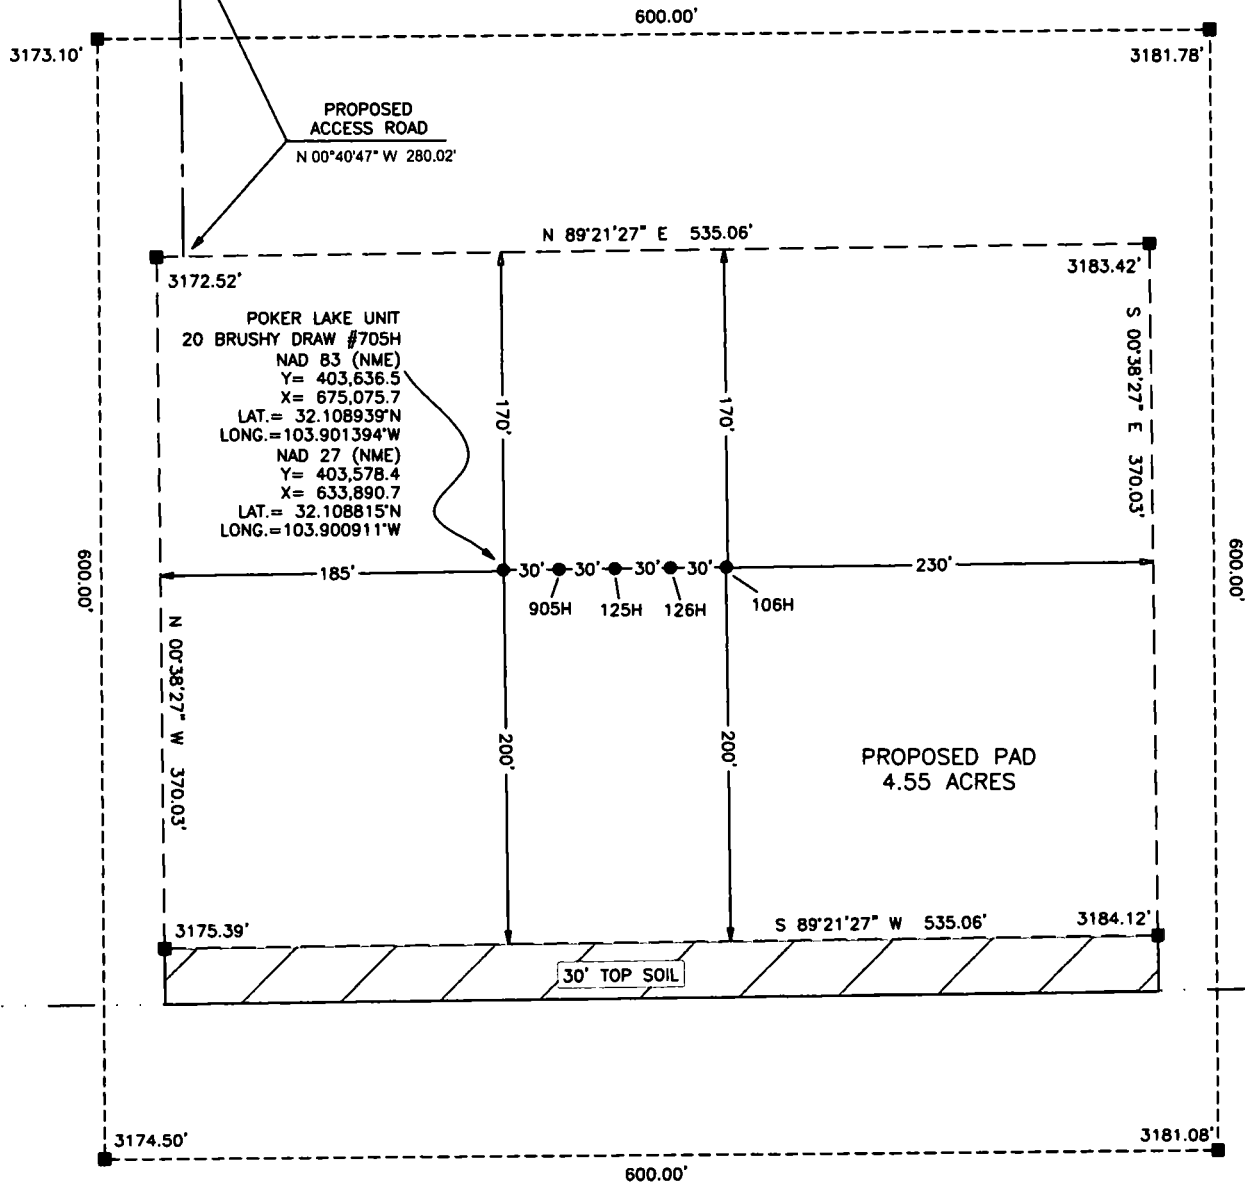 600.00'
3173.10'
3181.78'
PROPOSED
ACCESS ROAD
N 00°40'47" W 280.02'
N 89°21'27" E 535.06'
3172.52'
3183.42'
POKER LAKE UNIT
20 BRUSHY DRAW #705H
NAD 83 (NME)
Y= 403,636.5
X= 675,075.7
LAT.= 32.108939°N
LONG.=103.901394°W
NAD 27 (NME)
Y= 403,578.4
X= 633,890.7
LAT.= 32.108815°N
LONG.=103.900911°W
170'
170'
S 00°38'27" E 370.03'
600.00'
185'
30'
30'
30'
30'
230'
600.00'
905H
125H
126H
106H
N 00°38'27" W 370.03'
200'
200'
PROPOSED PAD
4.55 ACRES
3175.39'
S 89°21'27" W 535.06'
3184.12'
30' TOP SOIL
3174.50'
3181.08'
600.00'